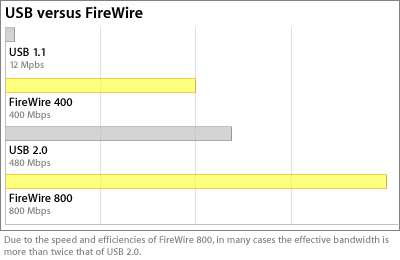 USB versus FireWire
USB 1.1
12 Mpbs
FireWire 400
400 Mbps
USB 2.0
480 Mbps
FireWire 800
800 Mbps
Due to the speed and efficiencies of FireWire 800, in many cases the effective bandwidth is
more than twice that of USB 2.0.